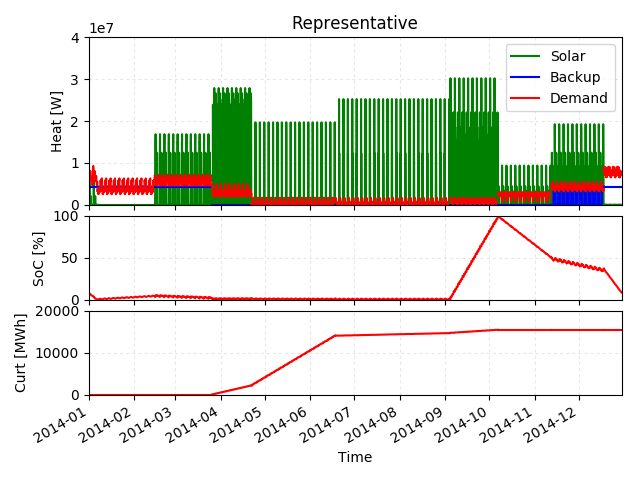 Representative
1e7
4
3
2
1
0
Heat [W]
Solar
Backup
Demand
100
50
0
SoC [%]
20000
10000
0
Curt [MWh]
2014-01
2014-02
2014-03
2014-04
2014-05
2014-06
2014-07
2014-08
2014-09
2014-10
2014-11
2014-12
Time